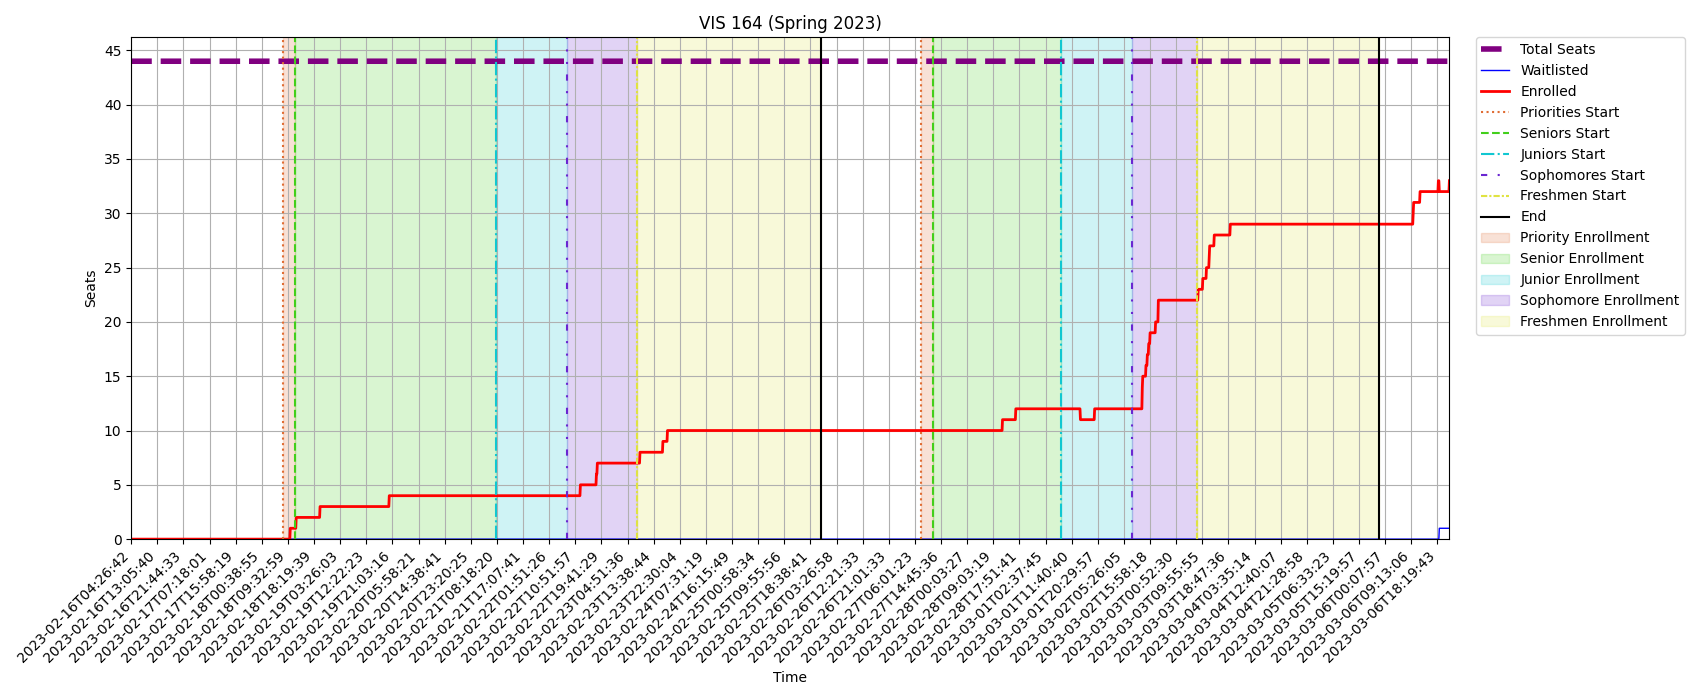 VIS 164 (Spring 2023)
Seats
45
40
35
30
25
20
15
10
5
0
2023-02-16T04:26:42
2023-02-16T13:05:40
2023-02-16T21:44:33
2023-02-17T07:18:01
2023-02-17T15:58:19
2023-02-18T00:38:55
2023-02-18T09:32:59
2023-02-18T18:19:39
2023-02-19T03:26:03
2023-02-19T12:22:23
2023-02-19T21:03:16
2023-02-20T05:58:21
2023-02-20T14:38:41
2023-02-20T23:20:25
2023-02-21T08:18:20
2023-02-21T17:07:41
2023-02-22T01:51:26
2023-02-22T10:51:57
2023-02-22T19:41:29
2023-02-23T04:51:36
2023-02-23T13:38:44
2023-02-23T22:30:04
2023-02-24T07:31:19
2023-02-24T16:15:49
2023-02-25T00:58:34
2023-02-25T09:55:56
2023-02-25T18:38:41
2023-02-26T03:26:58
2023-02-26T12:21:33
2023-02-26T21:01:33
2023-02-27T06:01:23
2023-02-27T14:45:36
2023-02-28T00:03:27
2023-02-28T09:03:19
2023-02-28T17:51:41
2023-03-01T02:37:45
2023-03-01T11:40:40
2023-03-01T20:29:57
2023-03-02T05:26:05
2023-03-02T15:58:18
2023-03-03T00:52:30
2023-03-03T09:55:55
2023-03-03T18:47:36
2023-03-04T03:35:14
2023-03-04T12:40:07
2023-03-04T21:28:58
2023-03-05T06:33:23
2023-03-05T15:19:57
2023-03-06T00:07:57
2023-03-06T09:13:06
2023-03-06T18:19:43
Time
Total Seats
Waitlisted
Enrolled
Priorities Start
Seniors Start
Juniors Start
Sophomores Start
Freshmen Start
End
Priority Enrollment
Senior Enrollment
Junior Enrollment
Sophomore Enrollment
Freshmen Enrollment